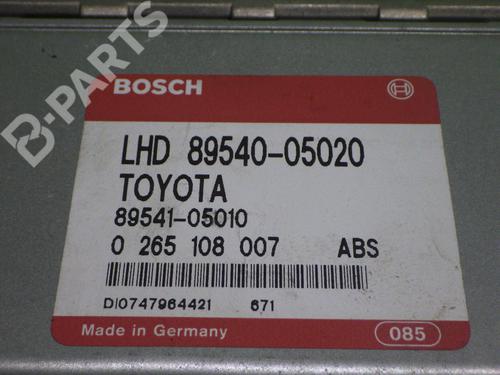 B-PARTS
BOSCH
LHD 89540-05020
TOYOTA
89541-05010
0 265 108 007 ABS
DI0747964421 671
Made in Germany 085